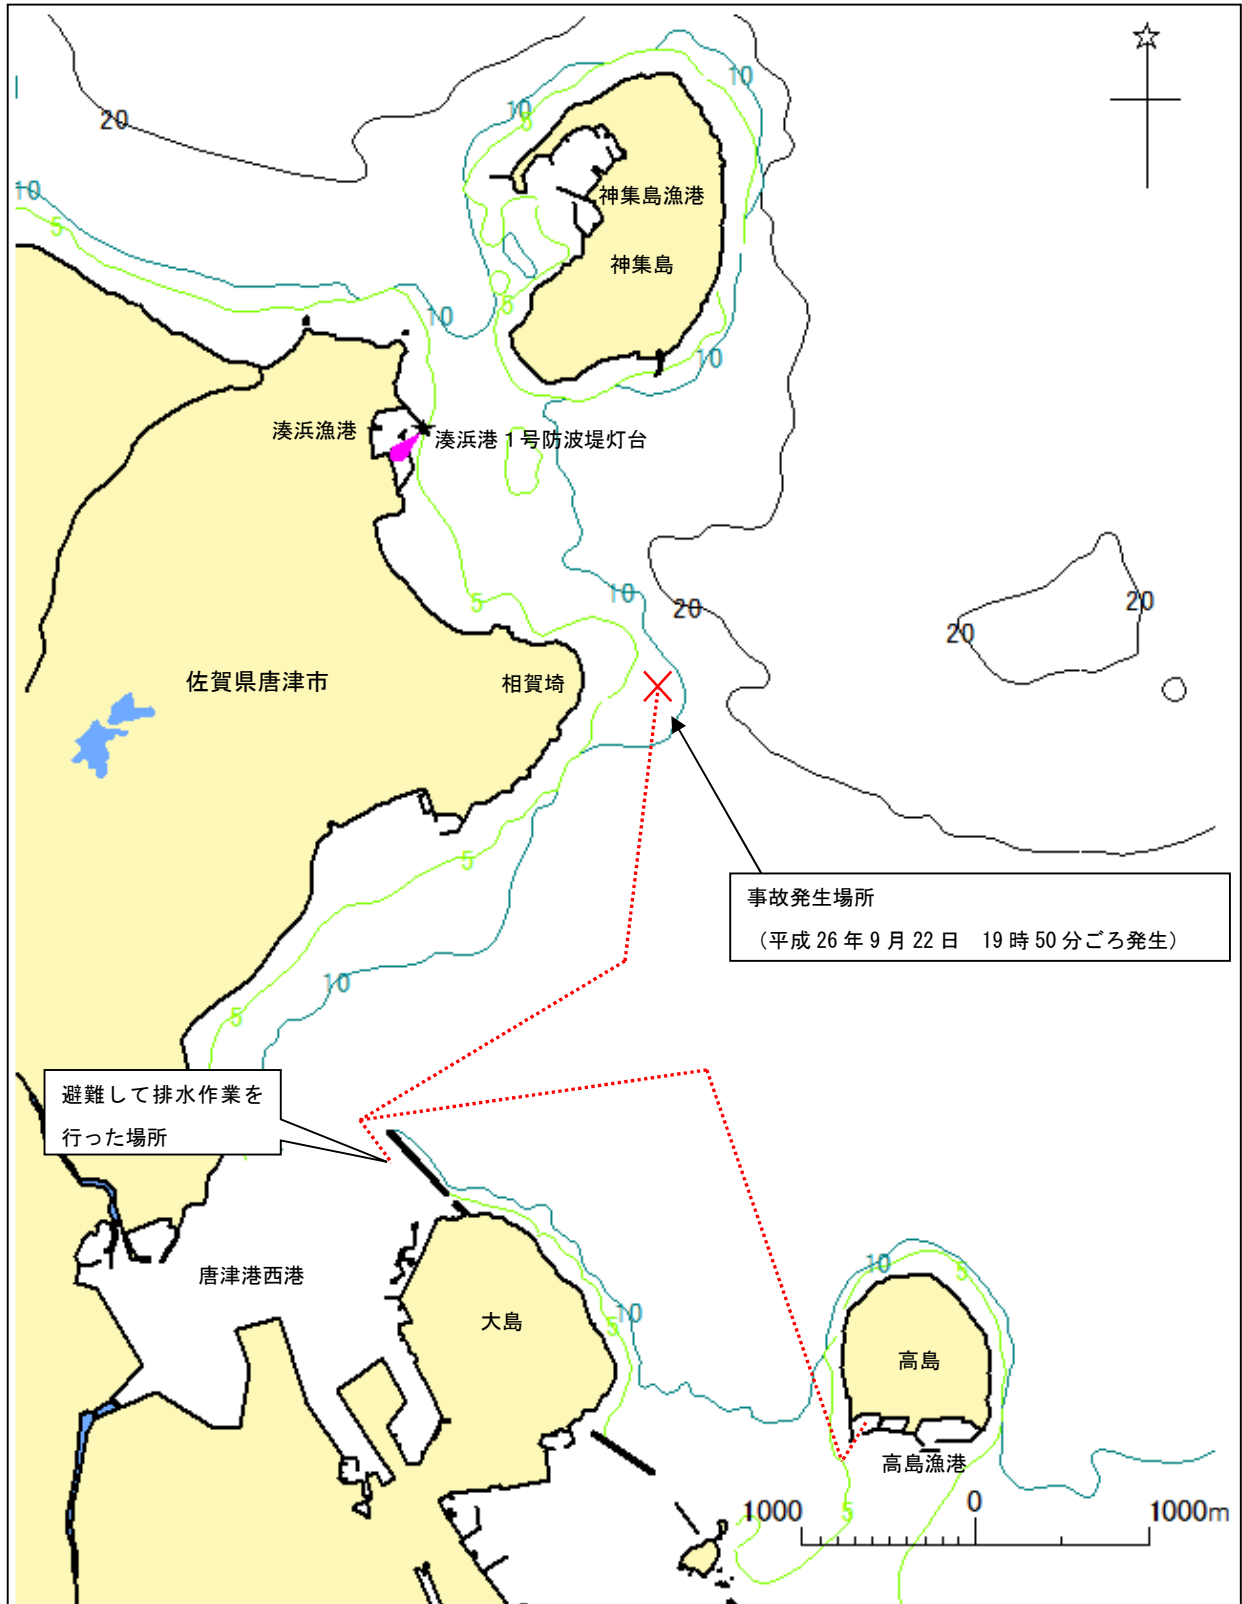 10
20
10
5
神集島漁港
10
5
神集島
5
10
10
湊浜漁港
湊浜港１号防波堤灯台
5
10
20
20
20
佐賀県唐津市
相賀埼
5
事故発生場所
（平成 26 年 9 月 22 日　19 時 50 分ごろ発生）
10
5
避難して排水作業を
行った場所
唐津港西港
10
5
大島
10
5
高島
高島漁港
5
1000
0
1000m